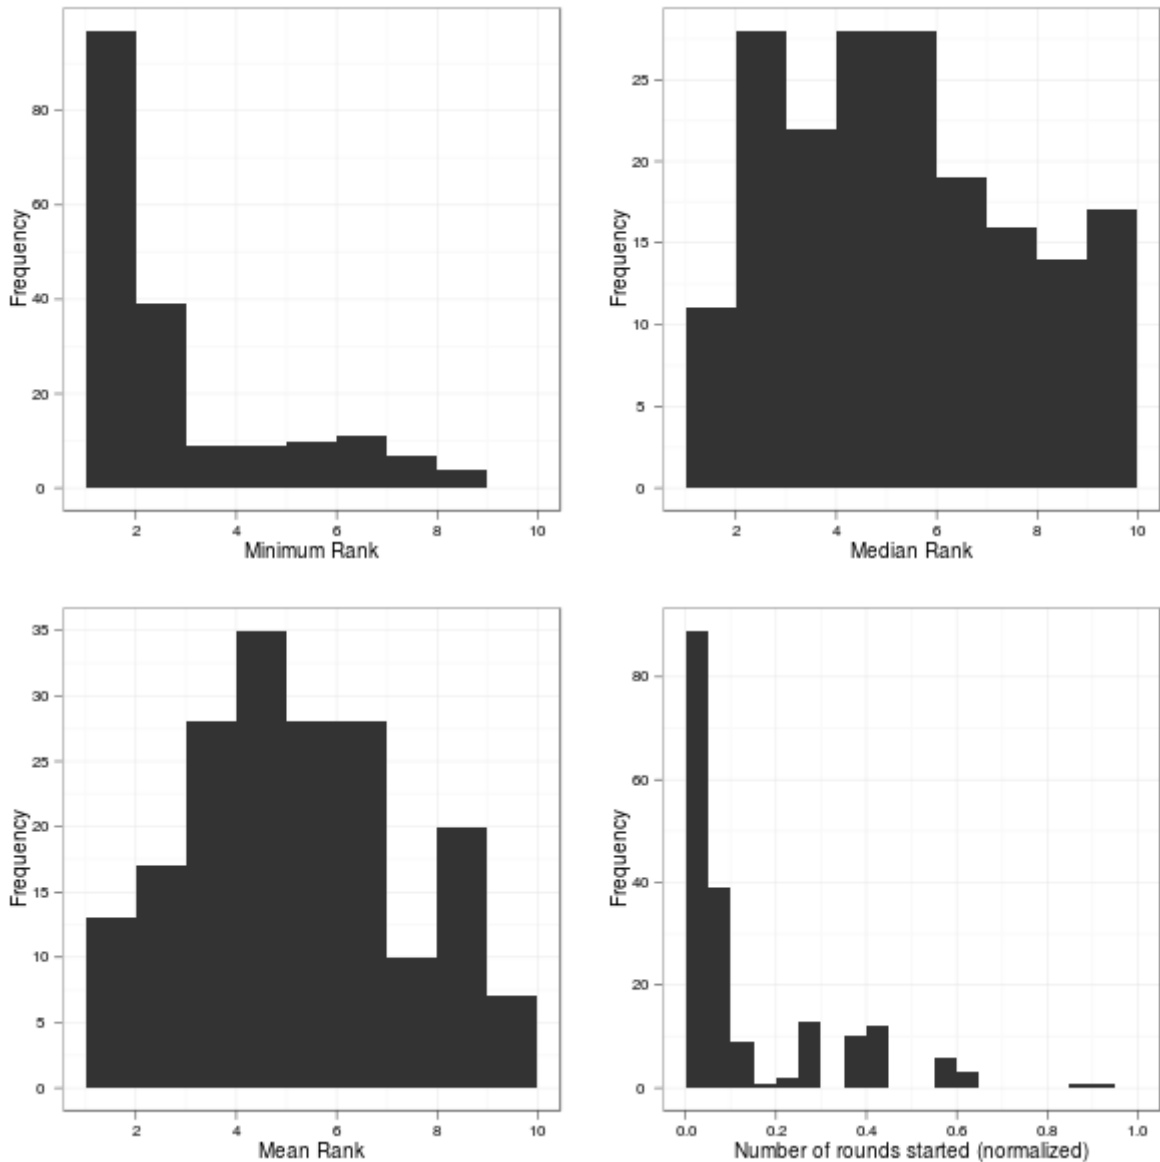 80
60
40
20
0
Frequency
2 4 6 8 10
Minimum Rank
25
20
15
10
5
0
Frequency
2 4 6 8 10
Median Rank
35
30
25
20
15
10
5
0
Frequency
2 4 6 8 10
Mean Rank
80
60
40
20
0
Frequency
0.0 0.2 0.4 0.6 0.8 1.0
Number of rounds started (normalized)